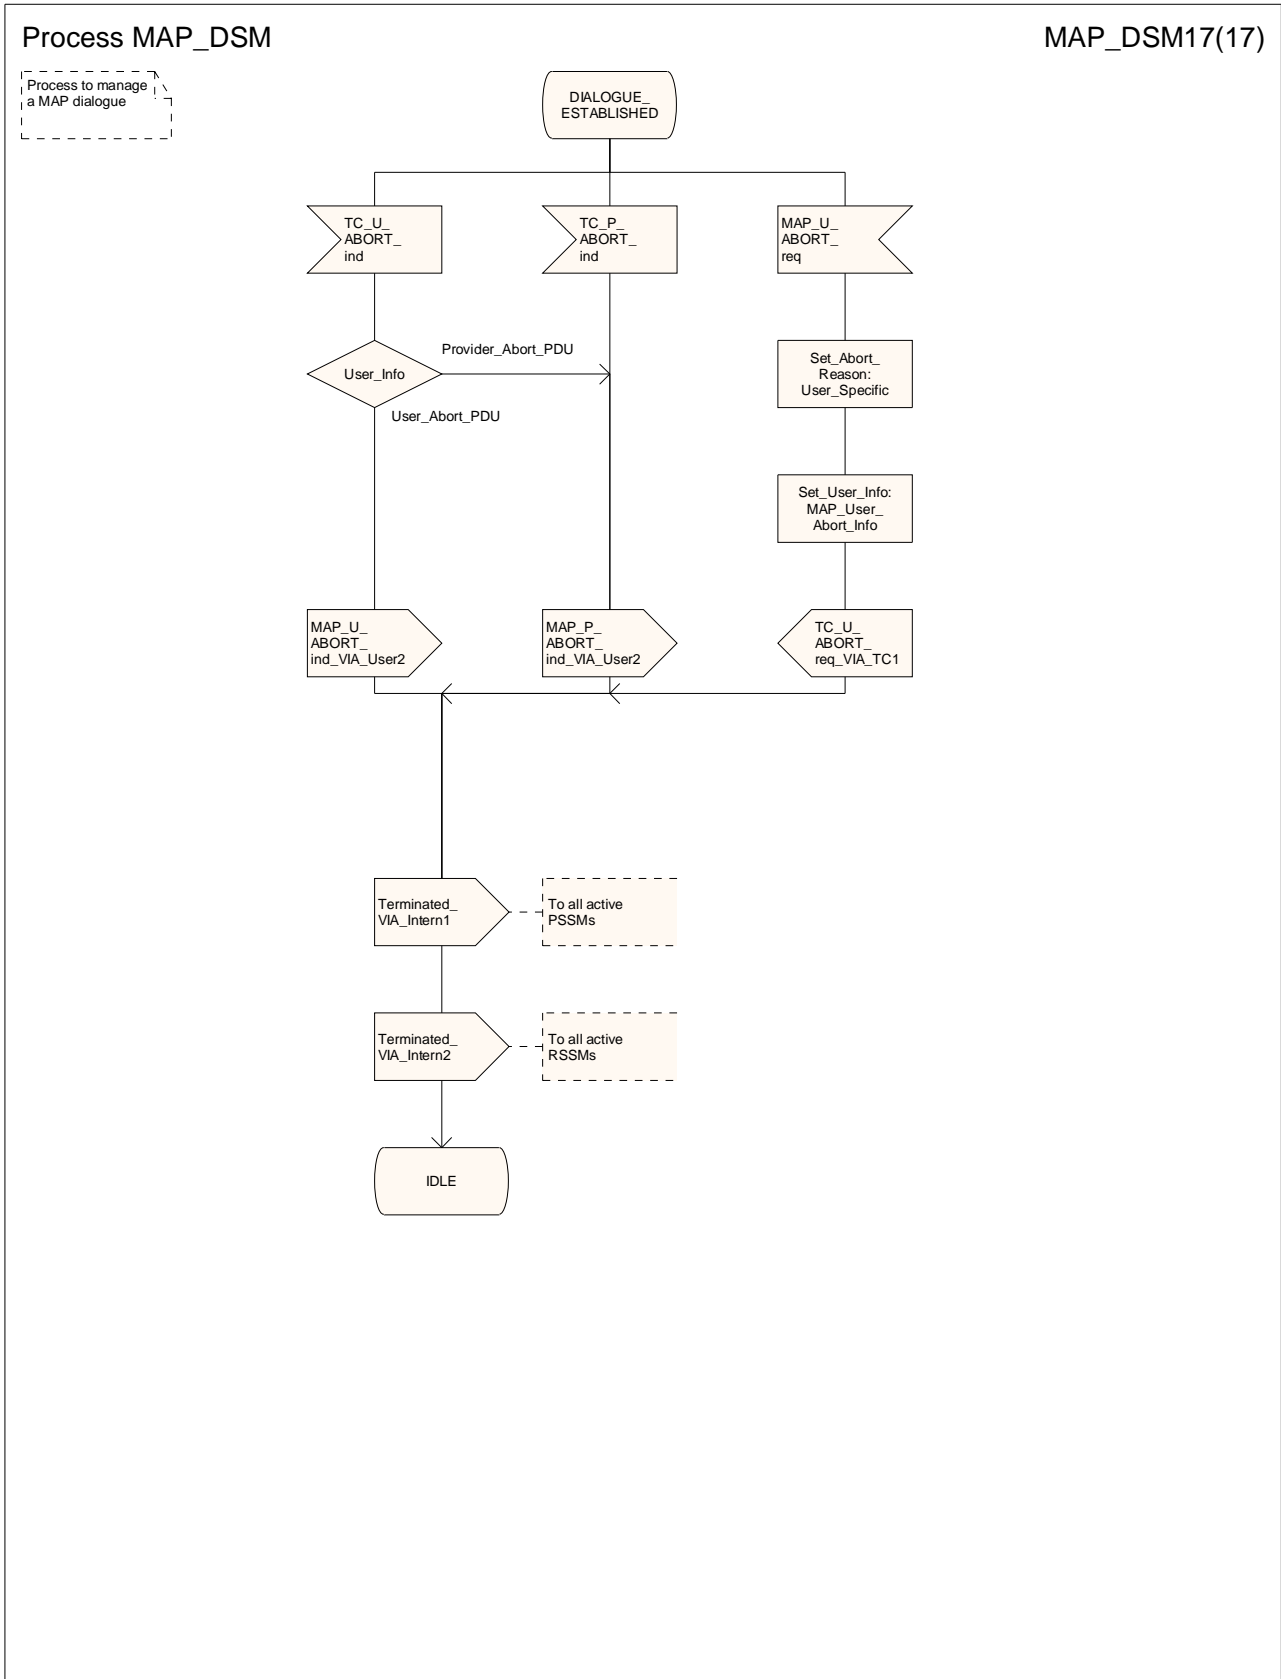 Process MAP_DSM
MAP_DSM17(17)
Process to manage
a MAP dialogue
DIALOGUE_
ESTABLISHED
TC_U_
ABORT_
ind
TC_P_
ABORT_
ind
MAP_U_
ABORT_
req
User_Info
Provider_Abort_PDU
User_Abort_PDU
Set_Abort_
Reason:
User_Specific
Set_User_Info:
MAP_User_
Abort_Info
MAP_U_
ABORT_
ind_VIA_User2
MAP_P_
ABORT_
ind_VIA_User2
TC_U_
ABORT_
req_VIA_TC1
Terminated_
VIA_Intern1
To all active
PSSMs
Terminated_
VIA_Intern2
To all active
RSSMs
IDLE